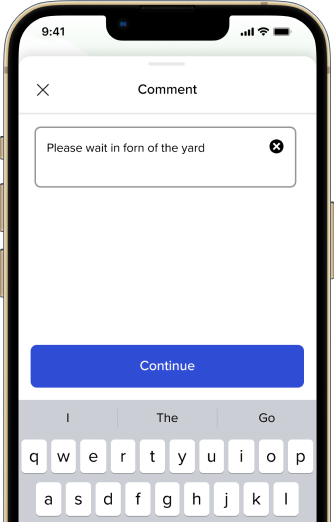 9:41
Comment
Please wait in forn of the yard
Continue
I The Go
q w e r t y u i o p
a s d f g h j k l